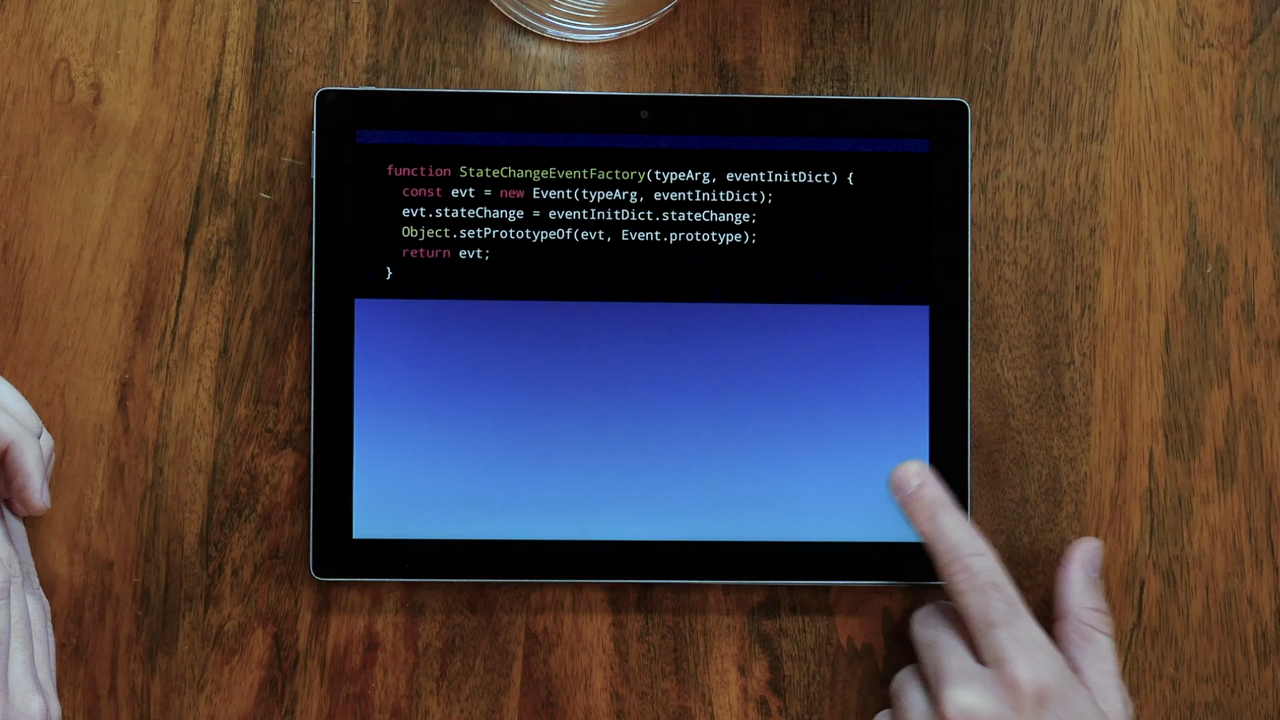 function StateChangeEventFactory(typeArg, eventInitDict) {
const evt = new Event(typeArg, eventInitDict);
evt.stateChange = eventInitDict.stateChange;
Object.setPrototypeOf(evt, Event.prototype);
return evt;
}